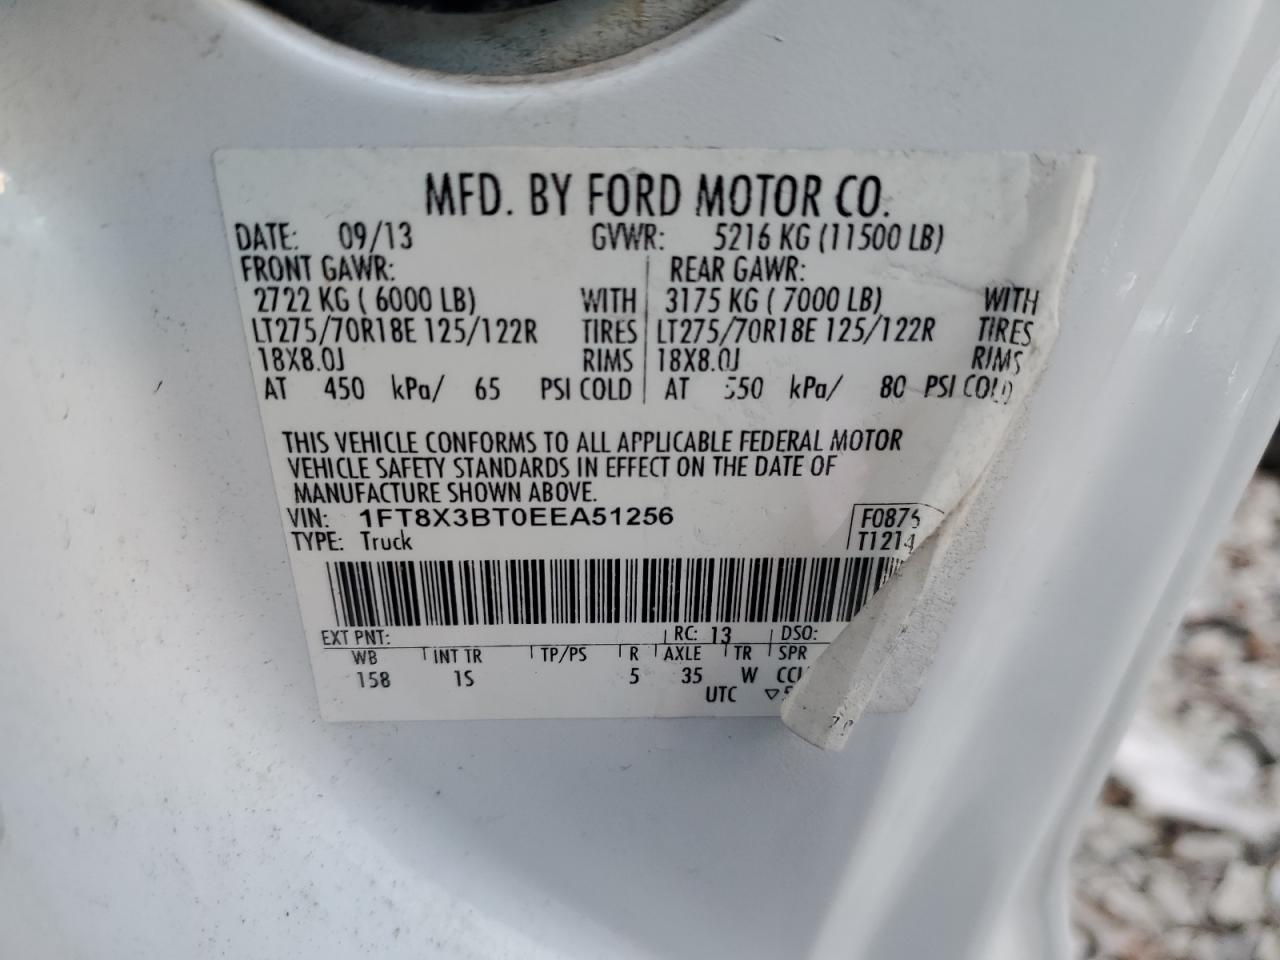 MFD. BY FORD MOTOR CO.
DATE: 09/13 GVWR: 5216 KG (11500 LB)
FRONT GAWR: REAR GAWR:
2722 KG ( 6000 LB) WITH 3175 KG ( 7000 LB) WITH
LT275/70R18E 125/122R TIRES LT275/70R18E 125/122R TIRES
18X8.0J RIMS 18X8.0J RIMS
AT 450 kPa/ 65 PSI COLD AT 550 kPa/ 80 PSI COLD
THIS VEHICLE CONFORMS TO ALL APPLICABLE FEDERAL MOTOR
VEHICLE SAFETY STANDARDS IN EFFECT ON THE DATE OF
MANUFACTURE SHOWN ABOVE.
VIN: 1FT8X3BT0EEA51256 F0876
TYPE: Truck T1214
EXT PNT: RC: 13 DSO:
WB INT TR TP/PS R AXLE TR SPR
158 1S 5 35 W
UTC